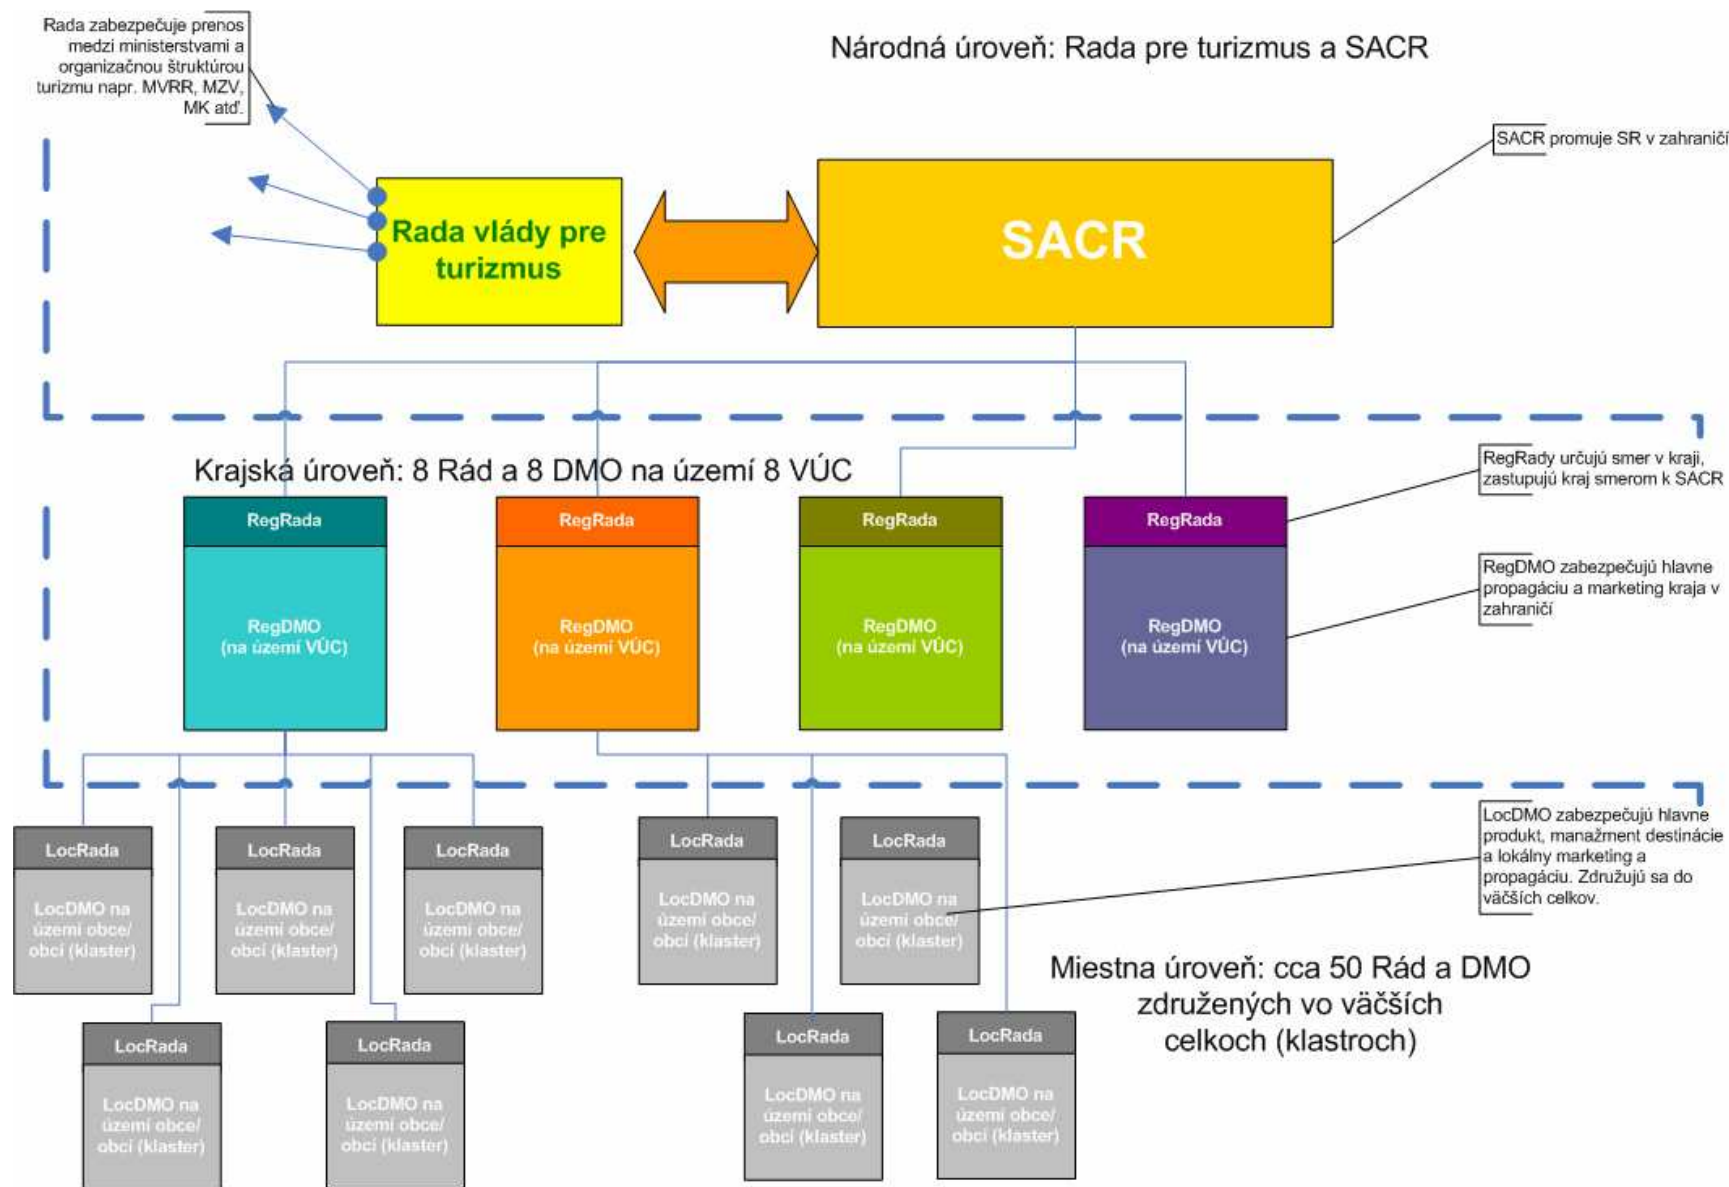 Rada zabezpečuje prenos
medzi ministerstvami a
organizačnou štruktúrou
turizmu napr. MVRR, MZV,
MK atď.
Národná úroveň: Rada pre turizmus a SACR
SACR promuje SR v zahraničí
Rada vlády pre
turizmus
SACR
Krajská úroveň: 8 Rád a 8 DMO na území 8 VÚC
RegRady určujú smer v kraji,
zastupujú kraj smerom k SACR
RegRada
RegRada
RegRada
RegRada
RegDMO zabezpečujú hlavne
propagáciu a marketing kraja v
zahraničí
RegDMO
(na území VÚC)
RegDMO
(na území VÚC)
RegDMO
(na území VÚC)
RegDMO
(na území VÚC)
LocDMO zabezpečujú hlavne
produkt, manažment destinácie
a lokálny marketing a
propagáciu. Združujú sa do
väčších celkov.
LocRada
LocDMO na
území obce/
obcí (klaster)
LocRada
LocDMO na
území obce/
obcí (klaster)
LocRada
LocDMO na
území obce/
obcí (klaster)
LocRada
LocDMO na
území obce/
obcí (klaster)
LocRada
LocDMO na
území obce/
obcí (klaster)
Miestna úroveň: cca 50 Rád a DMO
združených vo väčších
celkoch (klastroch)
LocRada
LocDMO na
území obce/
obcí (klaster)
LocRada
LocDMO na
území obce/
obcí (klaster)
LocRada
LocDMO na
území obce/
obcí (klaster)
LocRada
LocDMO na
území obce/
obcí (klaster)